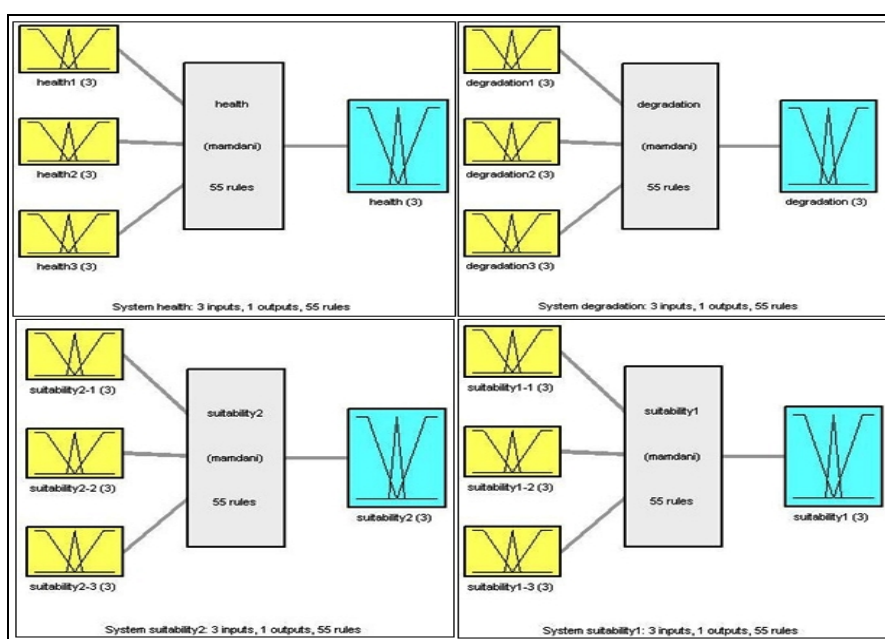 health1 (3)
health2 (3)
health3 (3)
health
(mamdani)
55 rules
health (3)
System health: 3 inputs, 1 outputs, 55 rules
degradation1 (3)
degradation2 (3)
degradation3 (3)
degradation
(mamdani)
55 rules
degradation (3)
System degradation: 3 inputs, 1 outputs, 55 rules
suitability2-1 (3)
suitability2-2 (3)
suitability2-3 (3)
suitability2
(mamdani)
55 rules
suitability2 (3)
System suitability2: 3 inputs, 1 outputs, 55 rules
suitability1-1 (3)
suitability1-2 (3)
suitability1-3 (3)
suitability1
(mamdani)
55 rules
suitability1 (3)
System suitability1: 3 inputs, 1 outputs, 55 rules